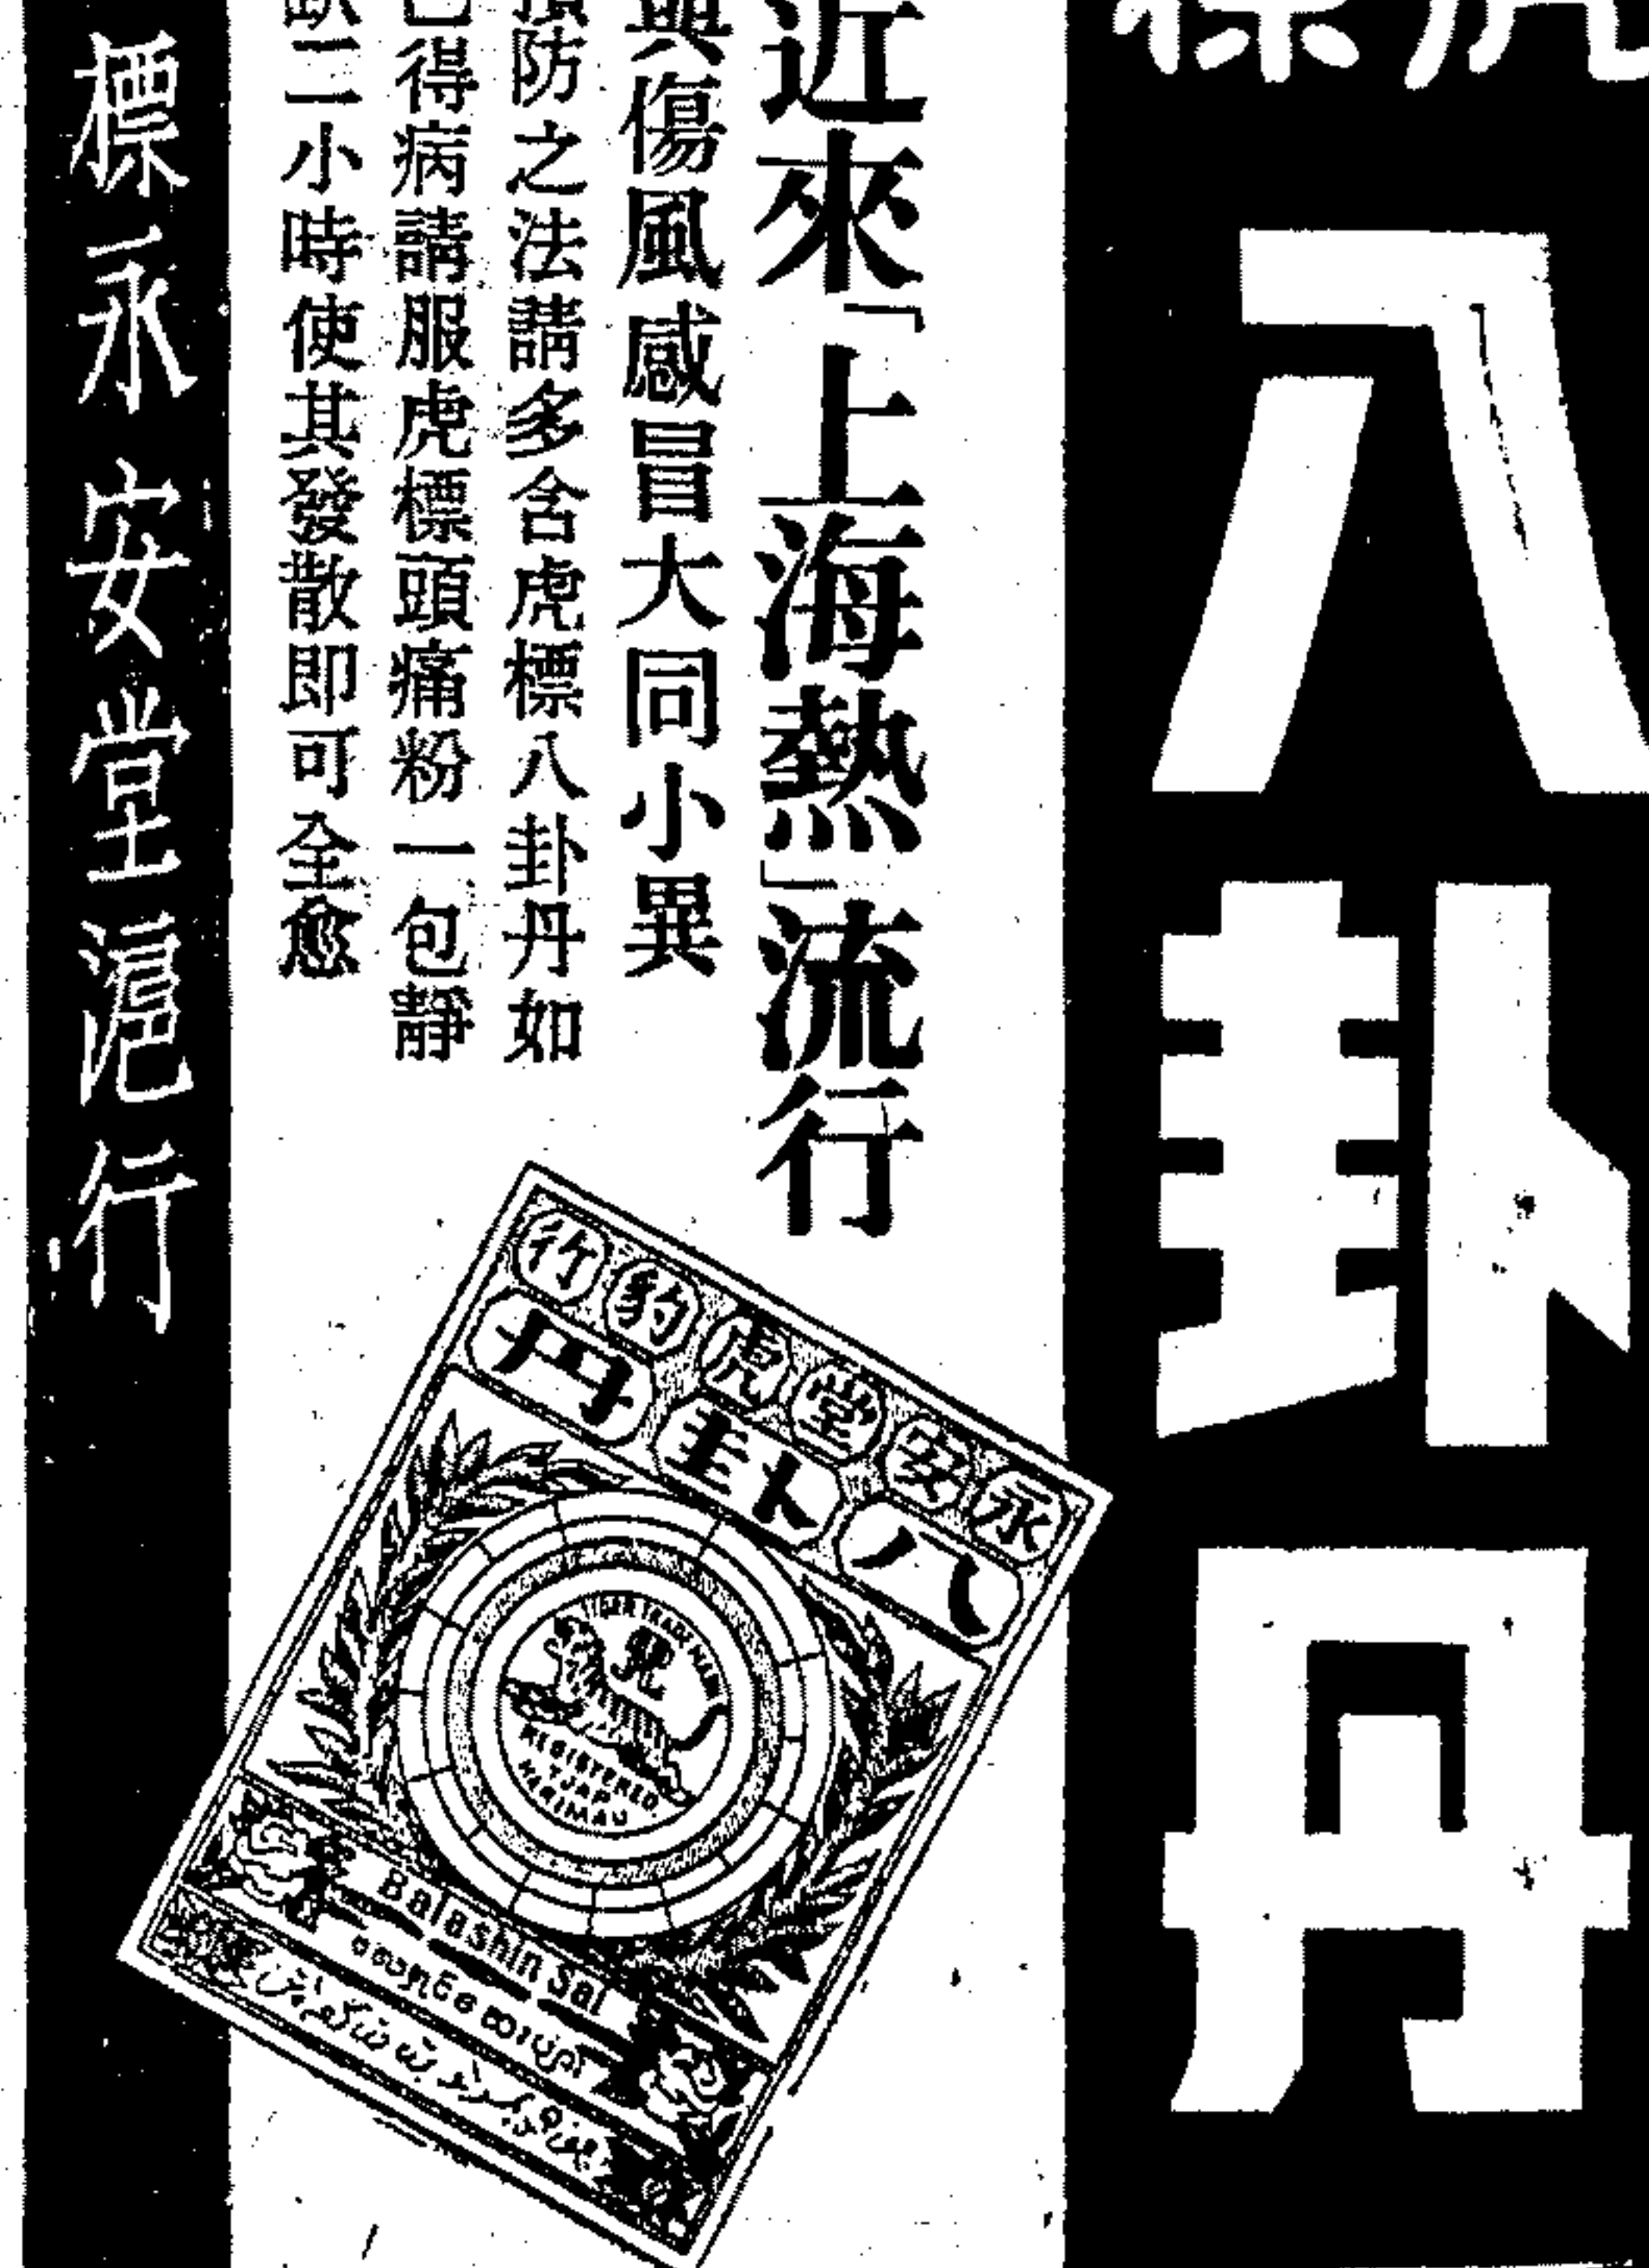 八卦丹
近來「上海熱」流行
與傷風感冒大同小異
預防之法請多含虎標八卦丹如
已得病請服虎標頭痛粉一包靜
臥二小時使其發散即可全愈
標永安堂滬行
永安堂虎豹行
八卦丹
TIGER TRADE MARK
虎
REGISTERED
TJAP
HARIMAU
Balashin Sai